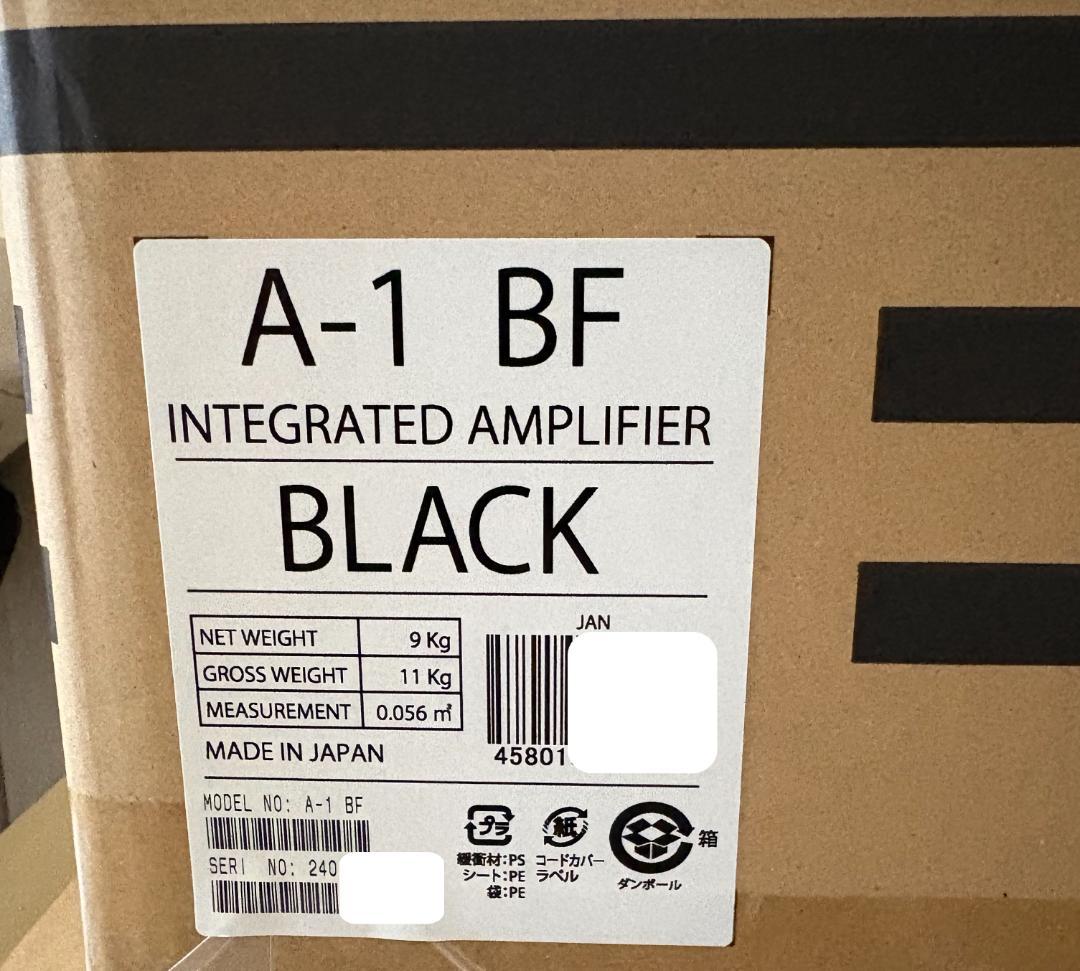 A-1 BF
INTEGRATED AMPLIFIER
BLACK
NET WEIGHT 9 Kg
GROSS WEIGHT 11 Kg
MEASUREMENT 0.056 ㎥
MADE IN JAPAN
JAN
45801
MODEL NO: A-1 BF
SERI NO: 240
プラ
緩衝材:PS
シート:PE
袋:PE
紙
コードカバー
ラベル
箱
ダンボール